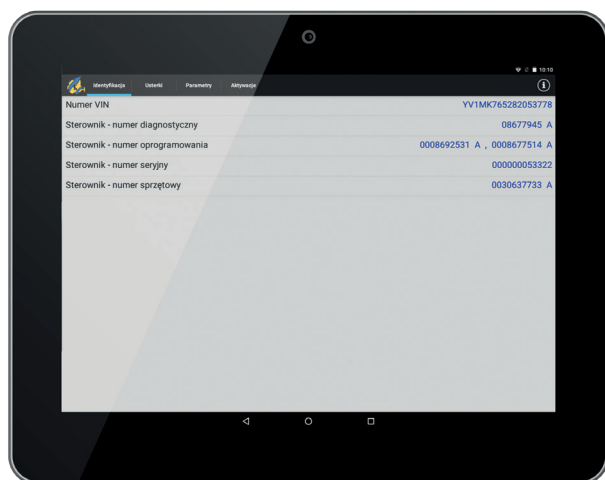 10:10
Identyfikacja Usterki Parametry Aktywacje
Numer VIN YV1MK765282053778
Sterownik - numer diagnostyczny 08677945 A
Sterownik - numer oprogramowania 0008692531 A , 0008677514 A
Sterownik - numer seryjny 000000053322
Sterownik - numer sprzętowy 0030637733 A